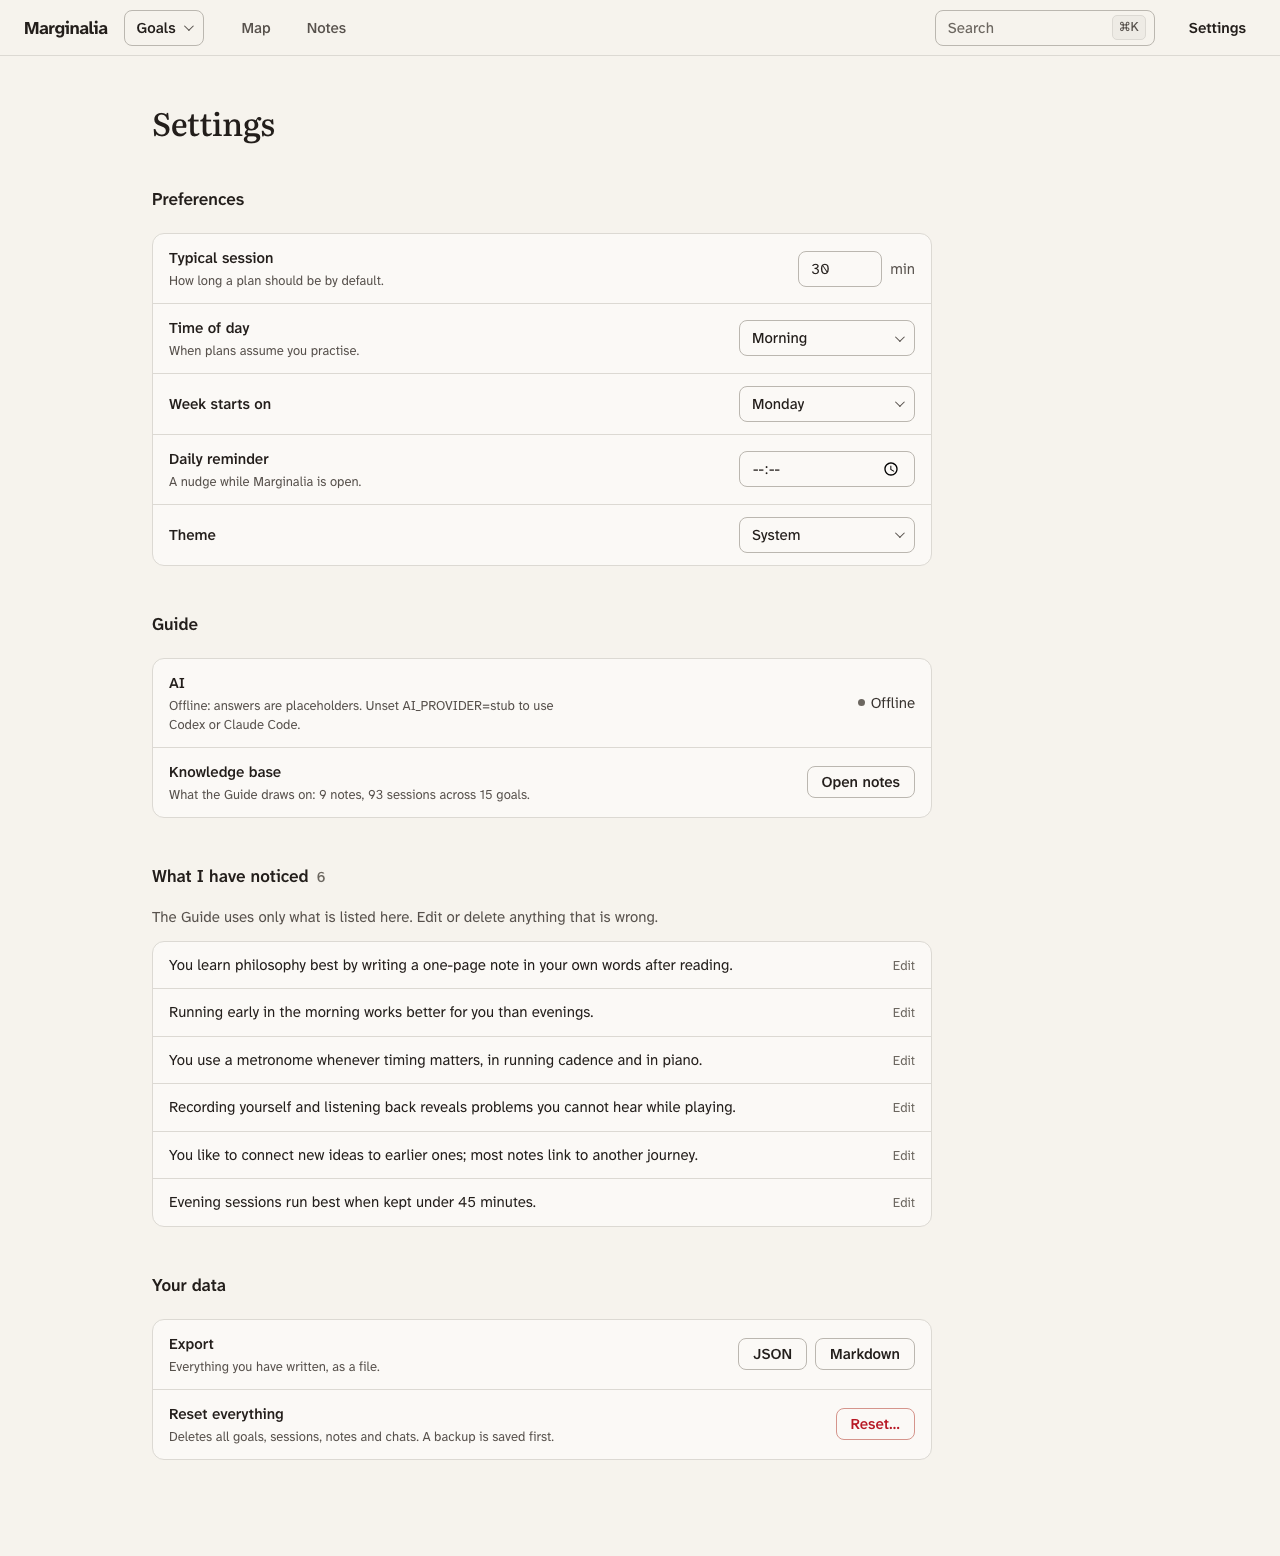 Marginalia Goals Map Notes Search ⌘K Settings
Settings
Preferences
Typical session
How long a plan should be by default.
30 min
Time of day
When plans assume you practise.
Morning
Week starts on
Monday
Daily reminder
A nudge while Marginalia is open.
--:--
Theme
System
Guide
AI
Offline: answers are placeholders. Unset AI_PROVIDER=stub to use
Codex or Claude Code.
Offline
Knowledge base
What the Guide draws on: 9 notes, 93 sessions across 15 goals.
Open notes
What I have noticed 6
The Guide uses only what is listed here. Edit or delete anything that is wrong.
You learn philosophy best by writing a one-page note in your own words after reading. Edit
Running early in the morning works better for you than evenings. Edit
You use a metronome whenever timing matters, in running cadence and in piano. Edit
Recording yourself and listening back reveals problems you cannot hear while playing. Edit
You like to connect new ideas to earlier ones; most notes link to another journey. Edit
Evening sessions run best when kept under 45 minutes. Edit
Your data
Export
Everything you have written, as a file.
JSON Markdown
Reset everything
Deletes all goals, sessions, notes and chats. A backup is saved first.
Reset…